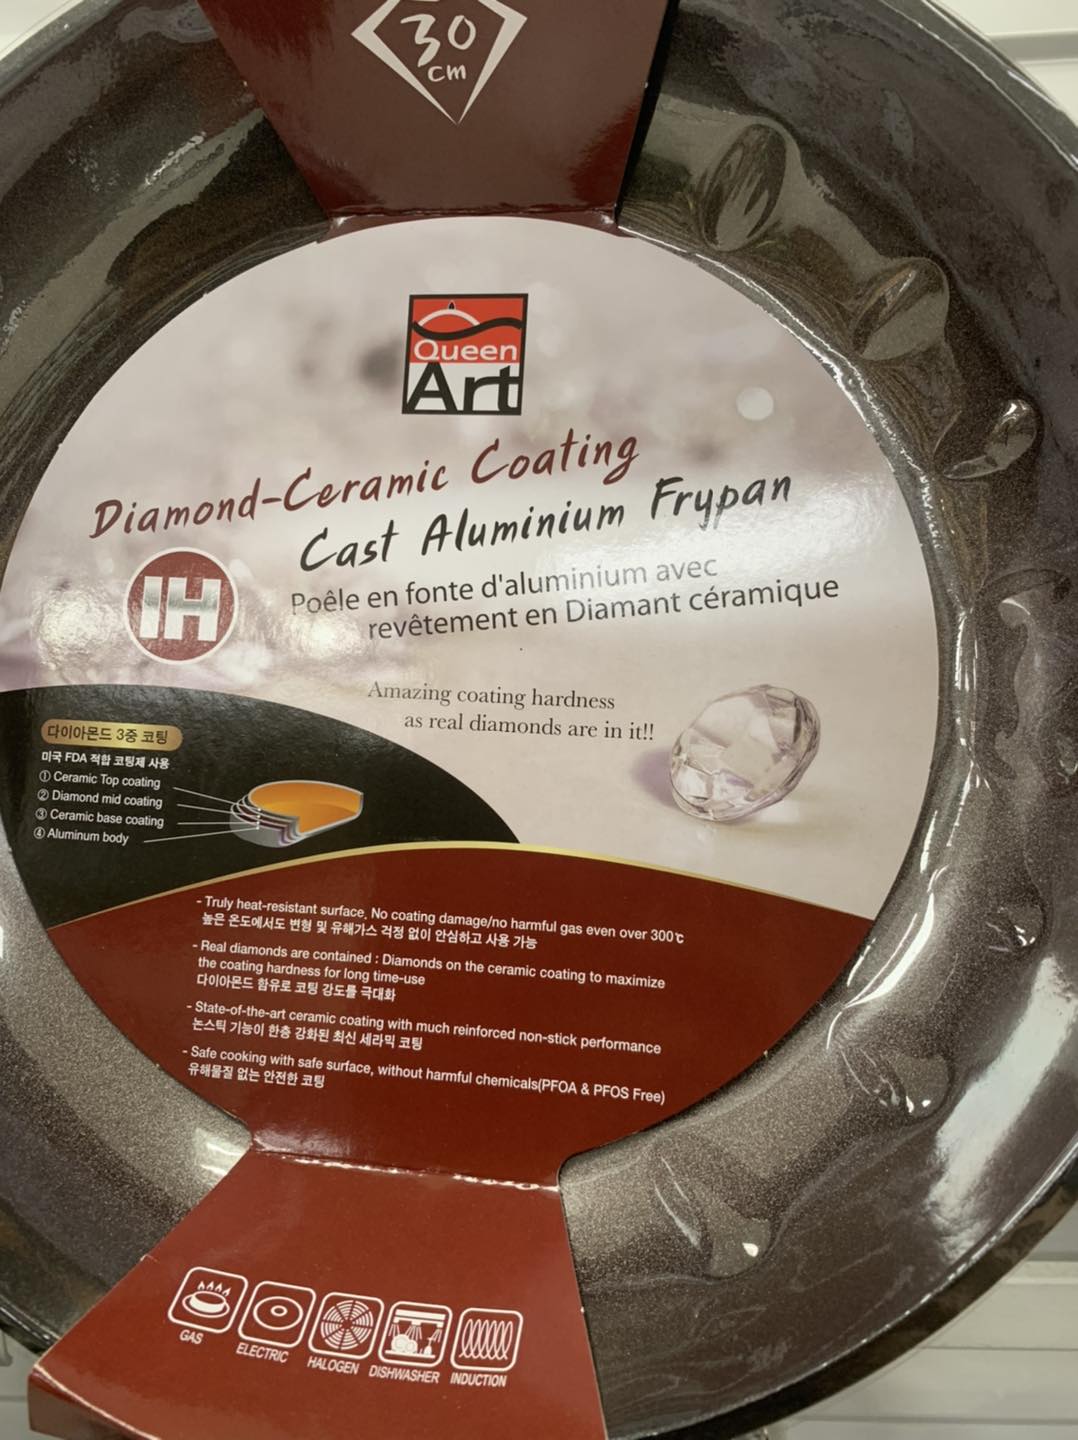 30
cm
Queen
Art
Diamond-Ceramic Coating
Cast Aluminium Frypan
IH
Poêle en fonte d'aluminium avec
revêtement en Diamant céramique
Amazing coating hardness
as real diamonds are in it!!
다이아몬드 3중 코팅
미국 FDA 적합 코팅제 사용
① Ceramic Top coating
② Diamond mid coating
③ Ceramic base coating
④ Aluminum body
- Truly heat-resistant surface, No coating damage/no harmful gas even over 300℃
높은 온도에서도 변형 및 유해가스 걱정 없이 안심하고 사용 가능
- Real diamonds are contained : Diamonds on the ceramic coating to maximize
the coating hardness for long time-use
다이아몬드 함유로 코팅 강도를 극대화
- State-of-the-art ceramic coating with much reinforced non-stick performance
논스틱 기능이 한층 강화된 최신 세라믹 코팅
- Safe cooking with safe surface, without harmful chemicals(PFOA & PFOS Free)
유해물질 없는 안전한 코팅
GAS
ELECTRIC
HALOGEN
DISHWASHER
INDUCTION